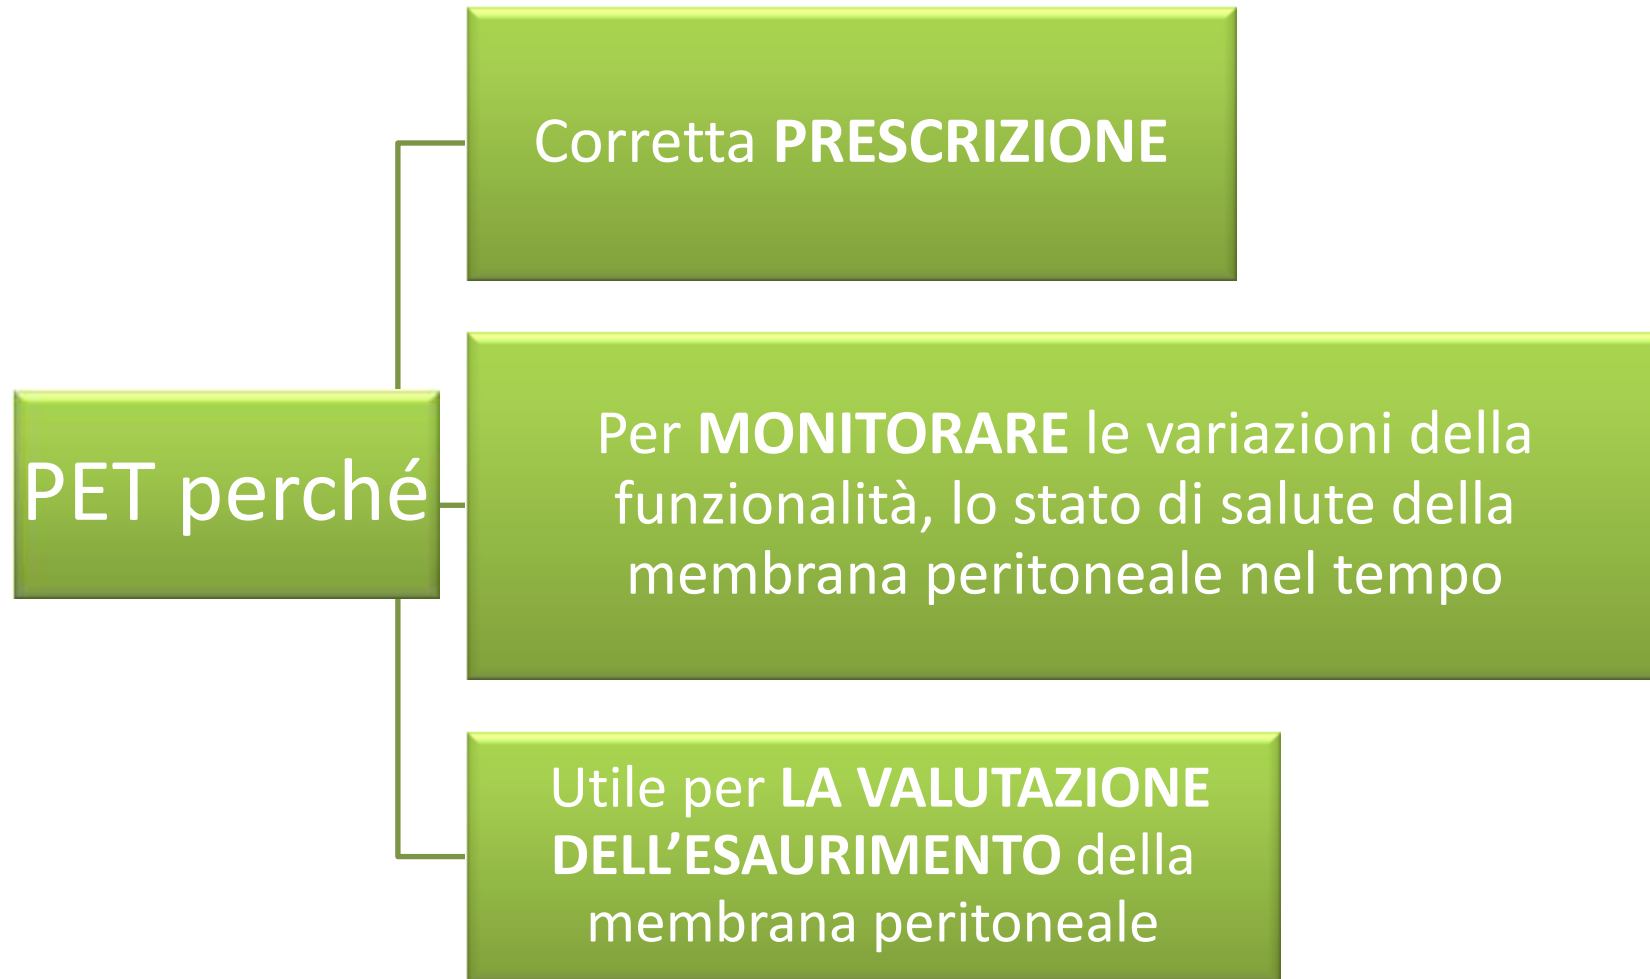 Corretta PRESCRIZIONE
PET perché
Per MONITORARE le variazioni della
funzionalità, lo stato di salute della
membrana peritoneale nel tempo
Utile per LA VALUTAZIONE
DELL’ESAURIMENTO della
membrana peritoneale